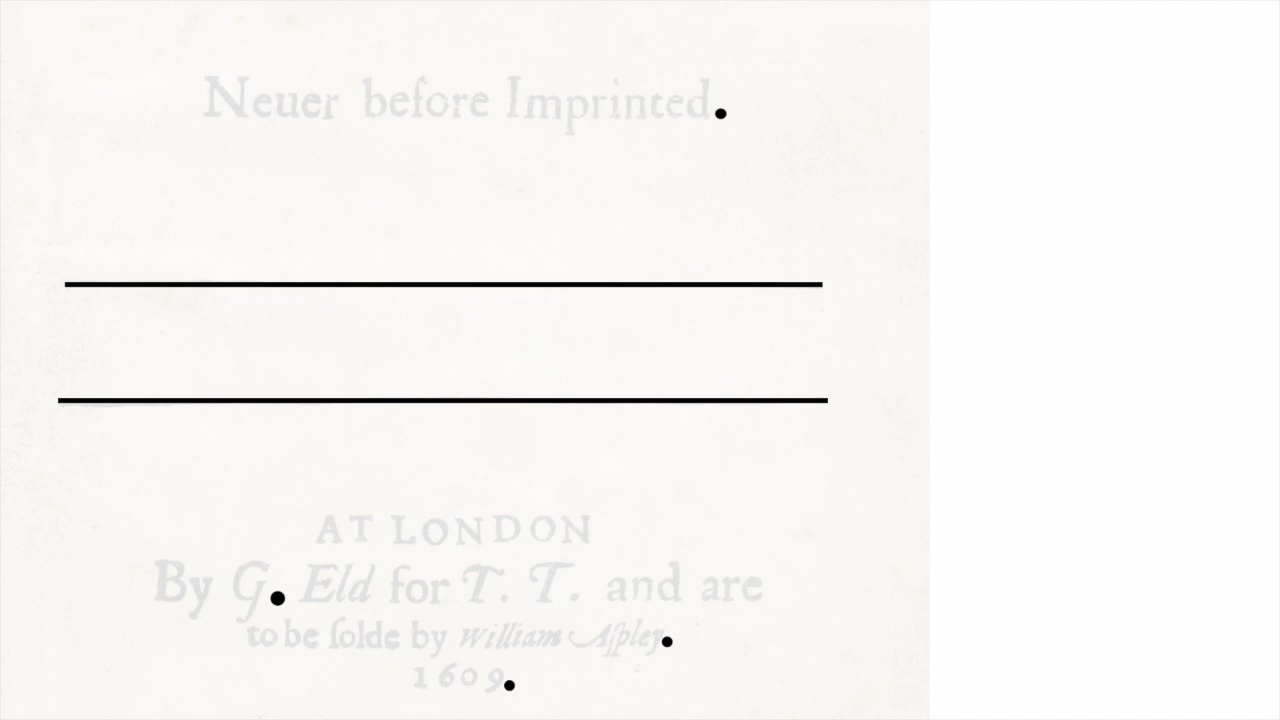 Neuer before Imprinted.
AT LONDON
By G. Eld for T. T. and are
to be ſolde by William Aſpley.
1609.